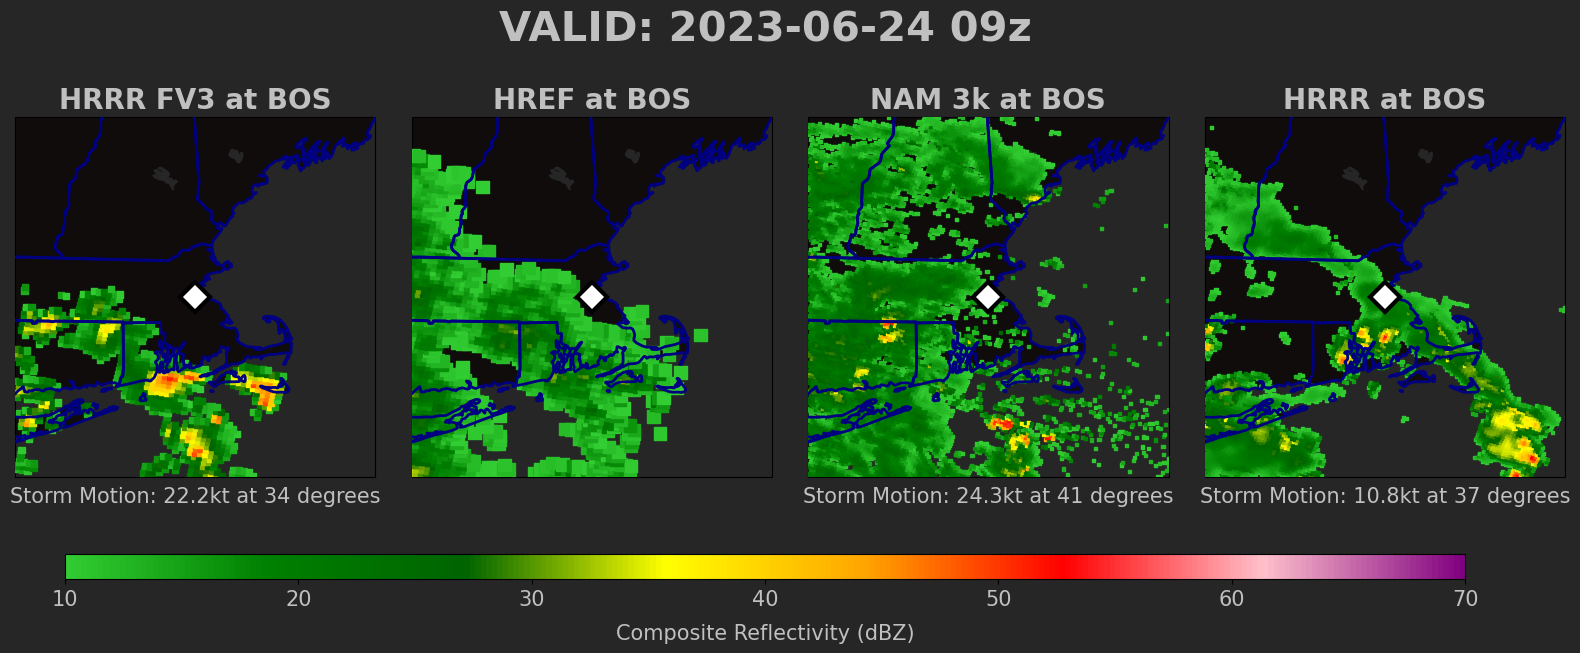 VALID: 2023-06-24 09z
HRRR FV3 at BOS
HREF at BOS
NAM 3k at BOS
HRRR at BOS
Storm Motion: 22.2kt at 34 degrees
Storm Motion: 24.3kt at 41 degrees
Storm Motion: 10.8kt at 37 degrees
10 20 30 40 50 60 70
Composite Reflectivity (dBZ)